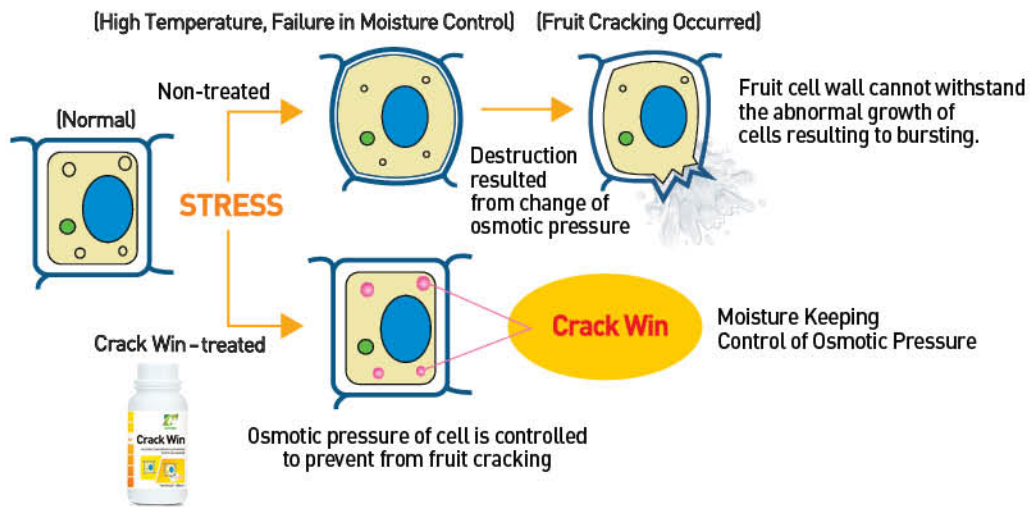 (High Temperature, Failure in Moisture Control)
(Fruit Cracking Occurred)
Non-treated
(Normal)
Fruit cell wall cannot withstand
the abnormal growth of
cells resulting to bursting.
STRESS
Destruction
resulted
from change of
osmotic pressure
Crack Win
Moisture Keeping
Control of Osmotic Pressure
Crack Win-treated
Crack Win
Osmotic pressure of cell is controlled
to prevent from fruit cracking